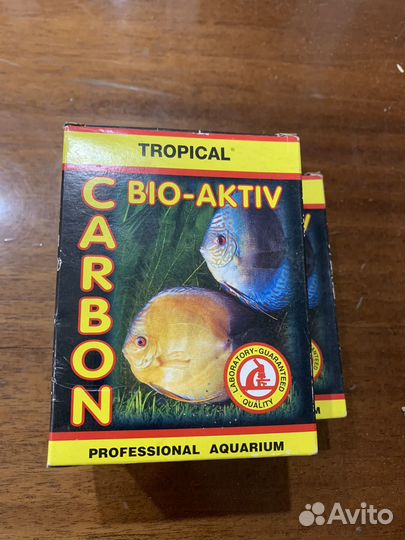 TROPICAL®
BIO-AKTIV
CARBON
LABORATORY-GUARANTEED
QUALITY
PROFESSIONAL AQUARIUM
Avito